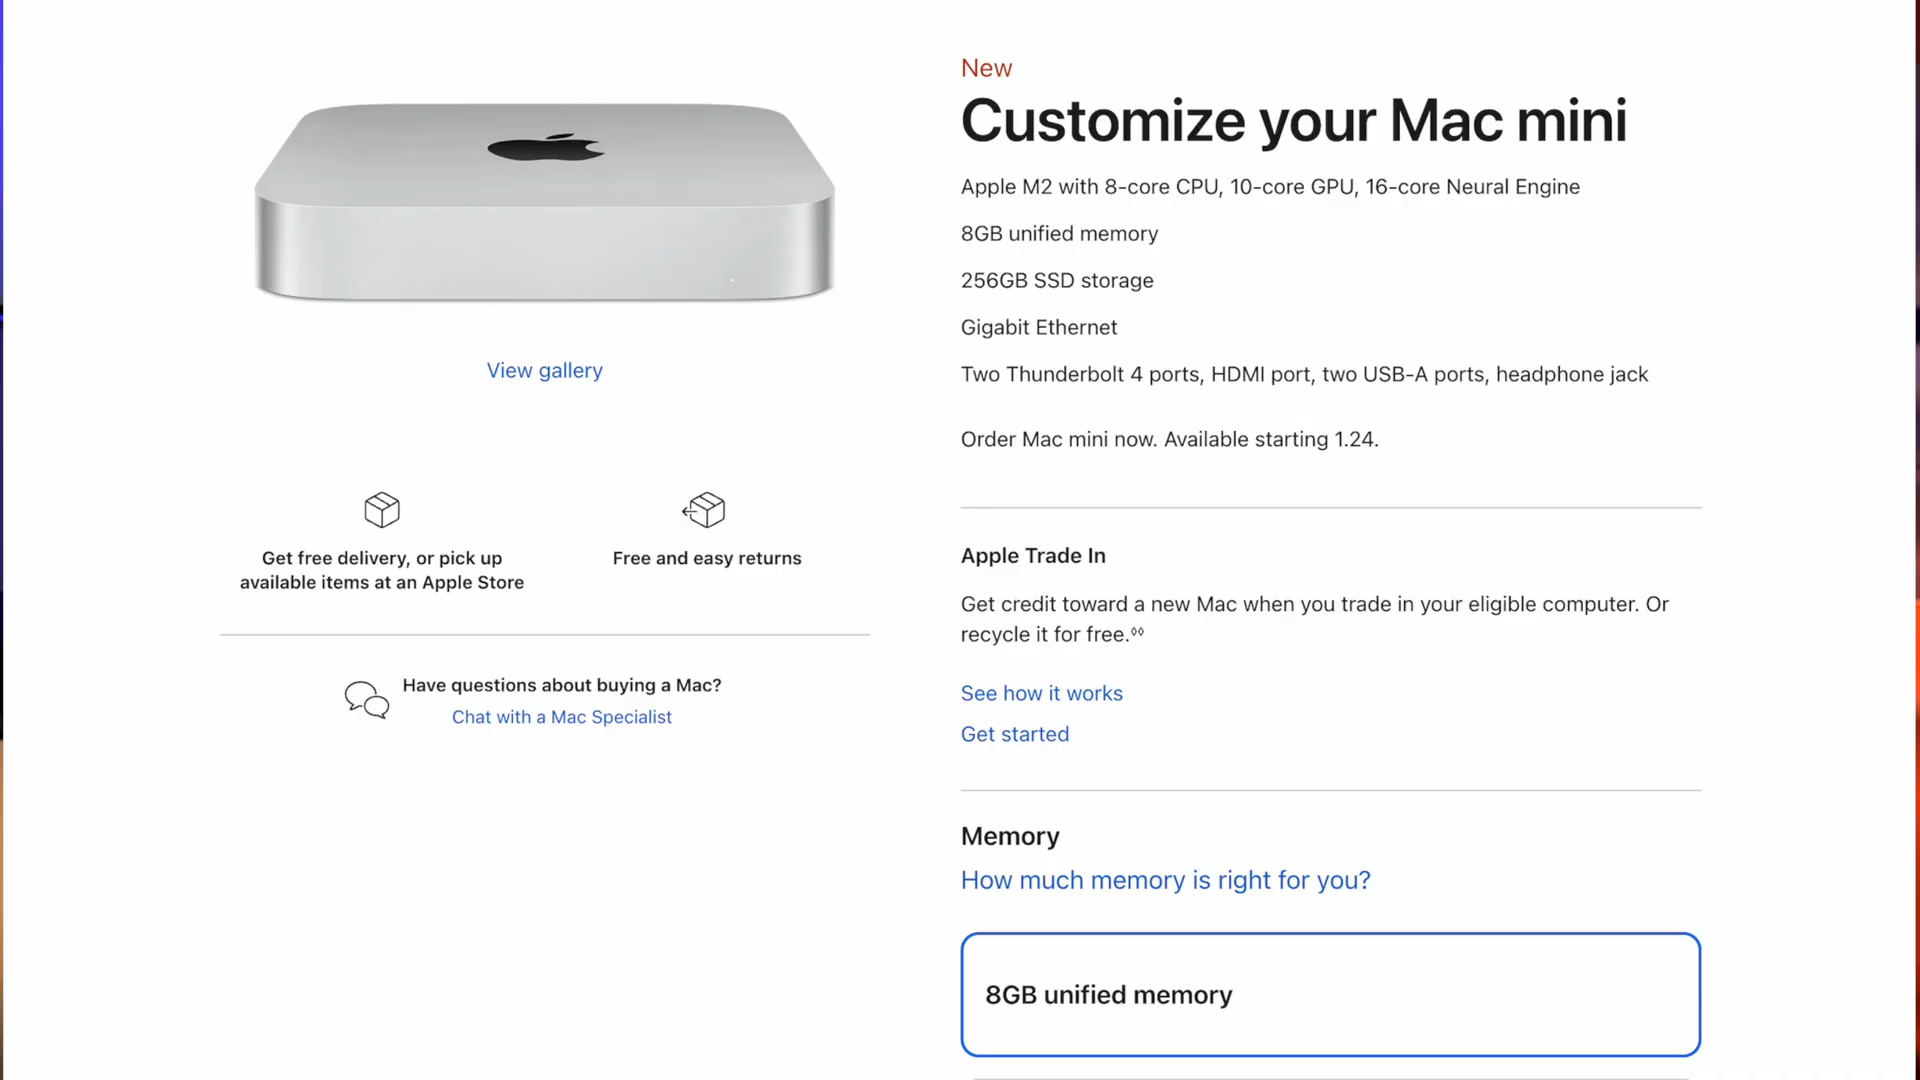 New
Customize your Mac mini
Apple M2 with 8-core CPU, 10-core GPU, 16-core Neural Engine
8GB unified memory
256GB SSD storage
Gigabit Ethernet
Two Thunderbolt 4 ports, HDMI port, two USB-A ports, headphone jack
Order Mac mini now. Available starting 1.24.
View gallery
Get free delivery, or pick up
available items at an Apple Store
Free and easy returns
Have questions about buying a Mac?
Chat with a Mac Specialist
Apple Trade In
Get credit toward a new Mac when you trade in your eligible computer. Or
recycle it for free.◊◊
See how it works
Get started
Memory
How much memory is right for you?
8GB unified memory